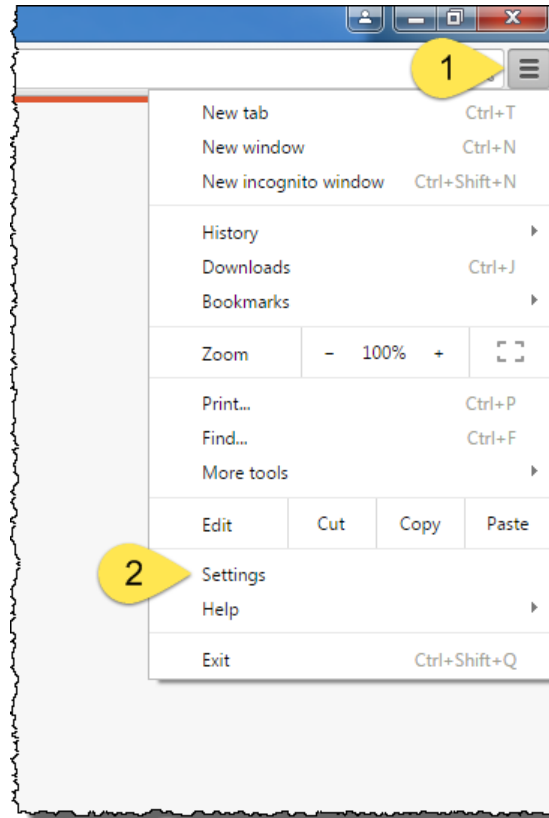 1
New tab Ctrl+T
New window Ctrl+N
New incognito window Ctrl+Shift+N
History
Downloads Ctrl+J
Bookmarks
Zoom - 100% +
Print... Ctrl+P
Find... Ctrl+F
More tools
Edit Cut Copy Paste
2 Settings
Help
Exit Ctrl+Shift+Q